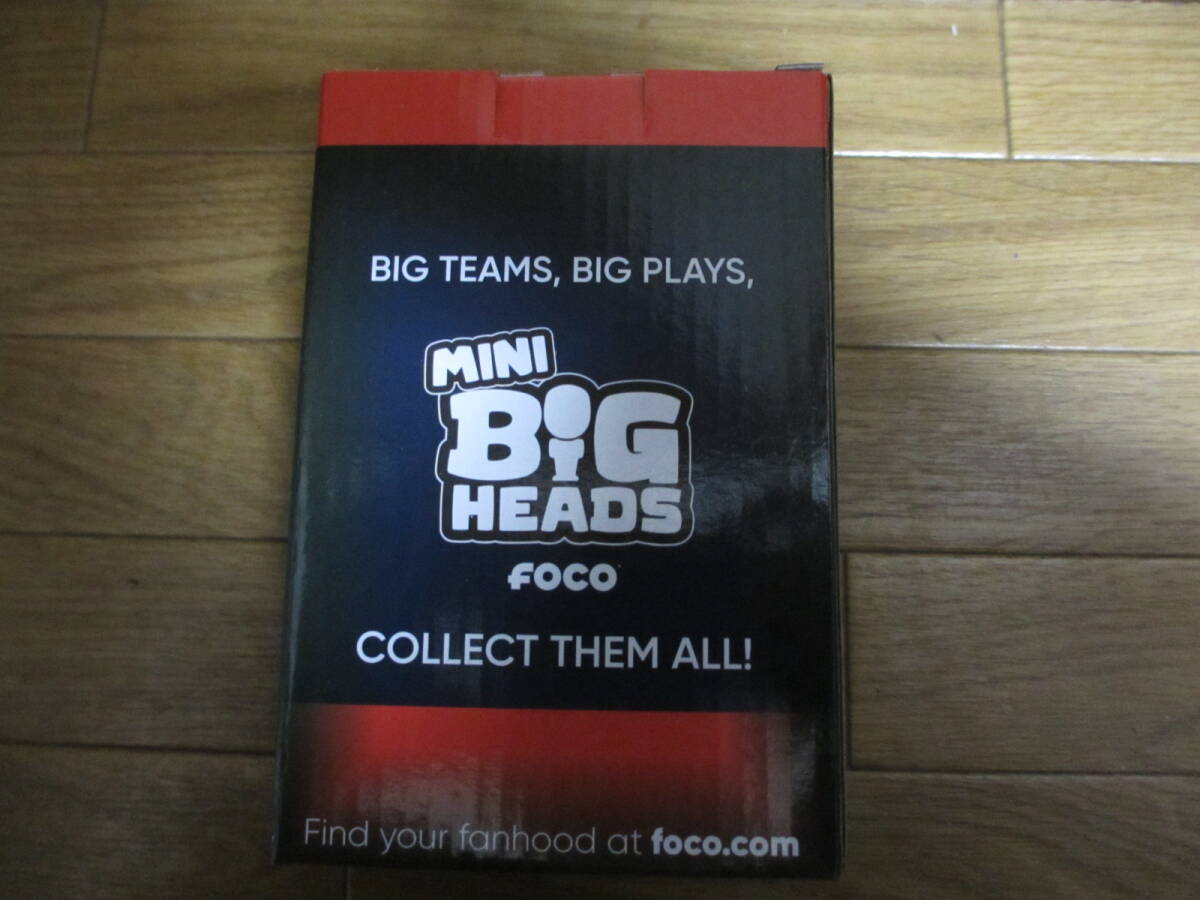 BIG TEAMS, BIG PLAYS,
MINI
BIG
HEADS
FOCO
COLLECT THEM ALL!
Find your fanhood at foco.com